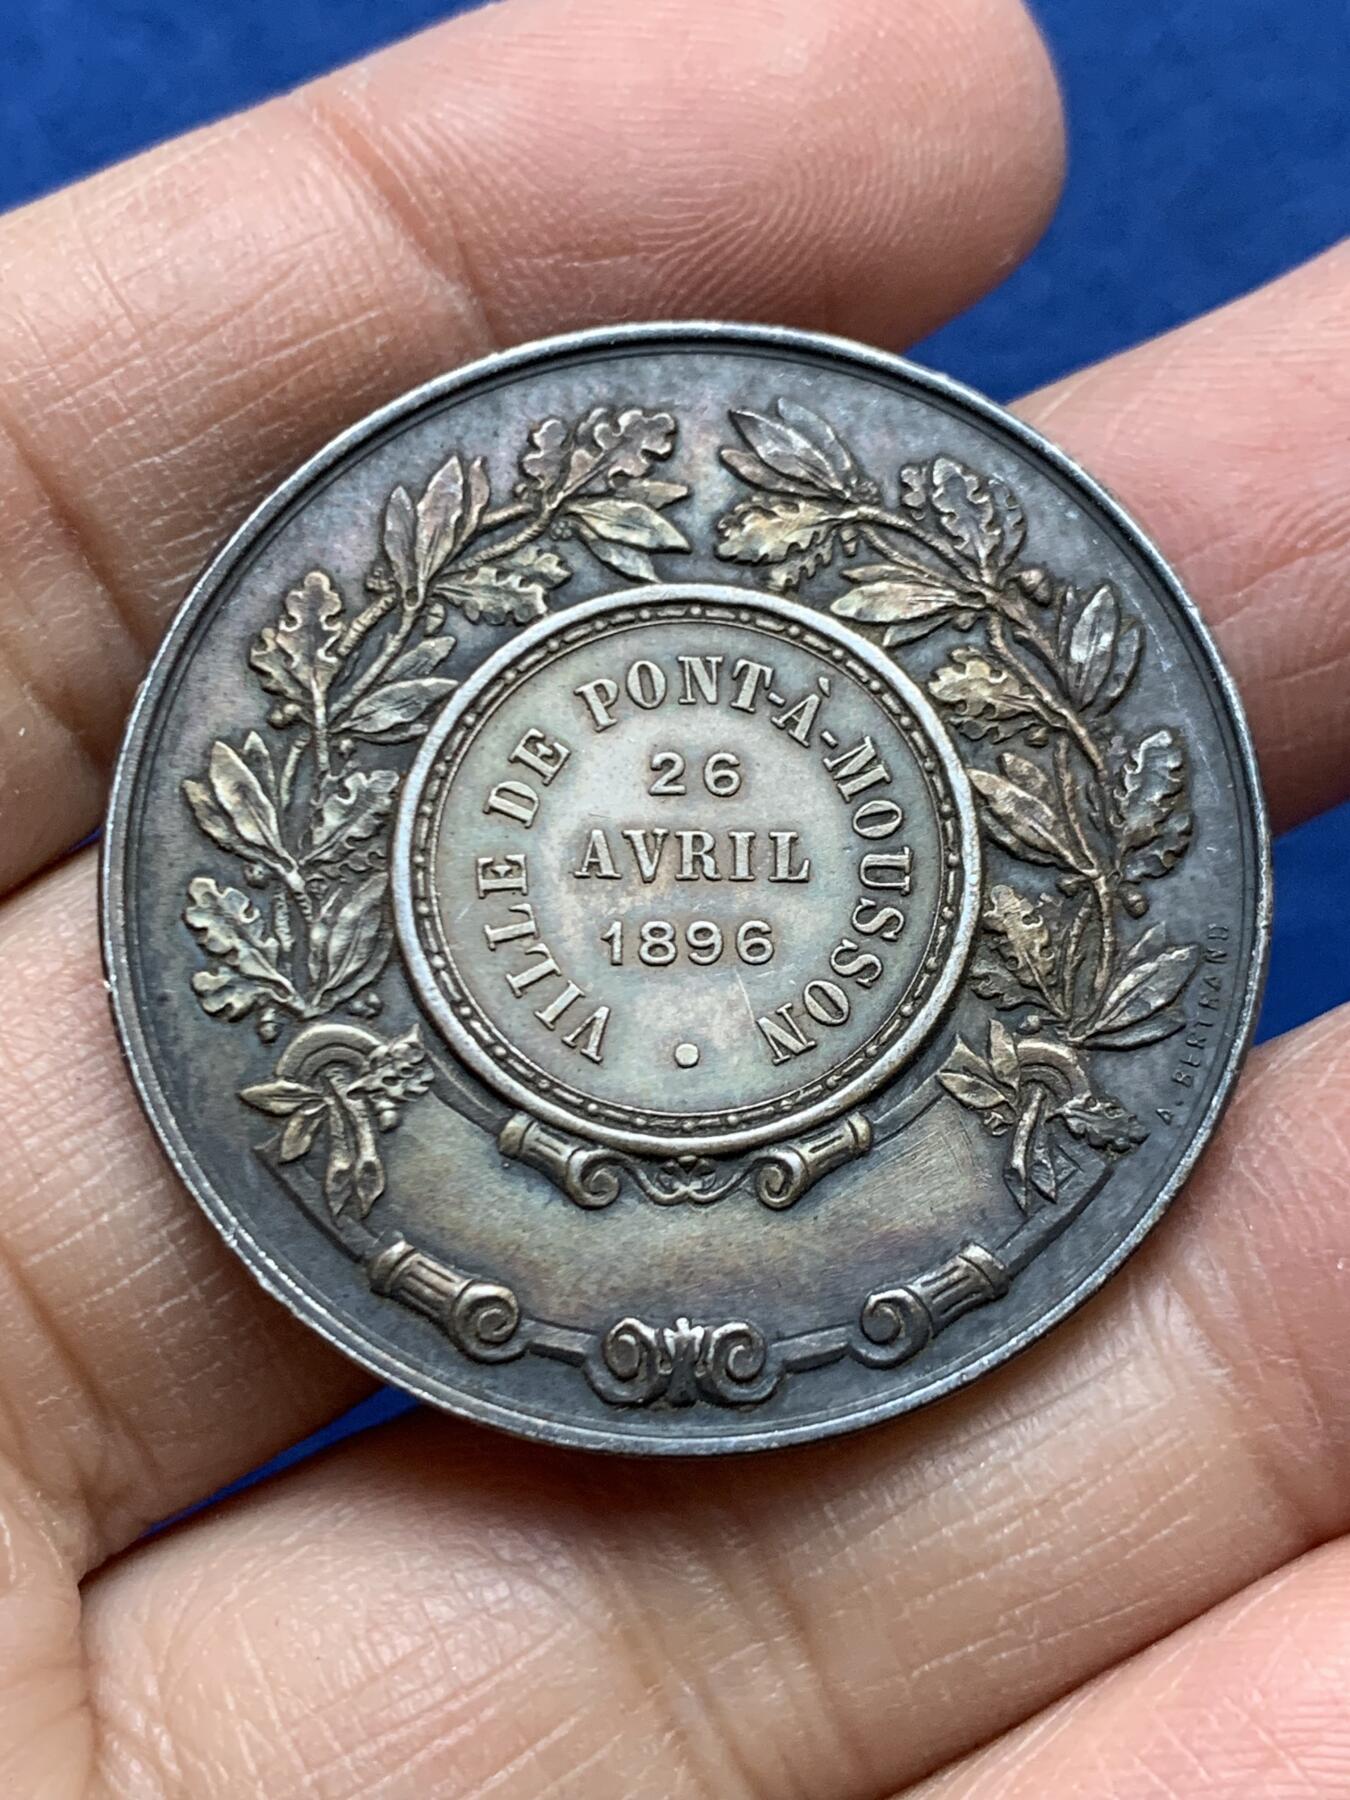 VILLE DE PONT-À-MOUSSON
26
AVRIL
1896
A. BERTRAND